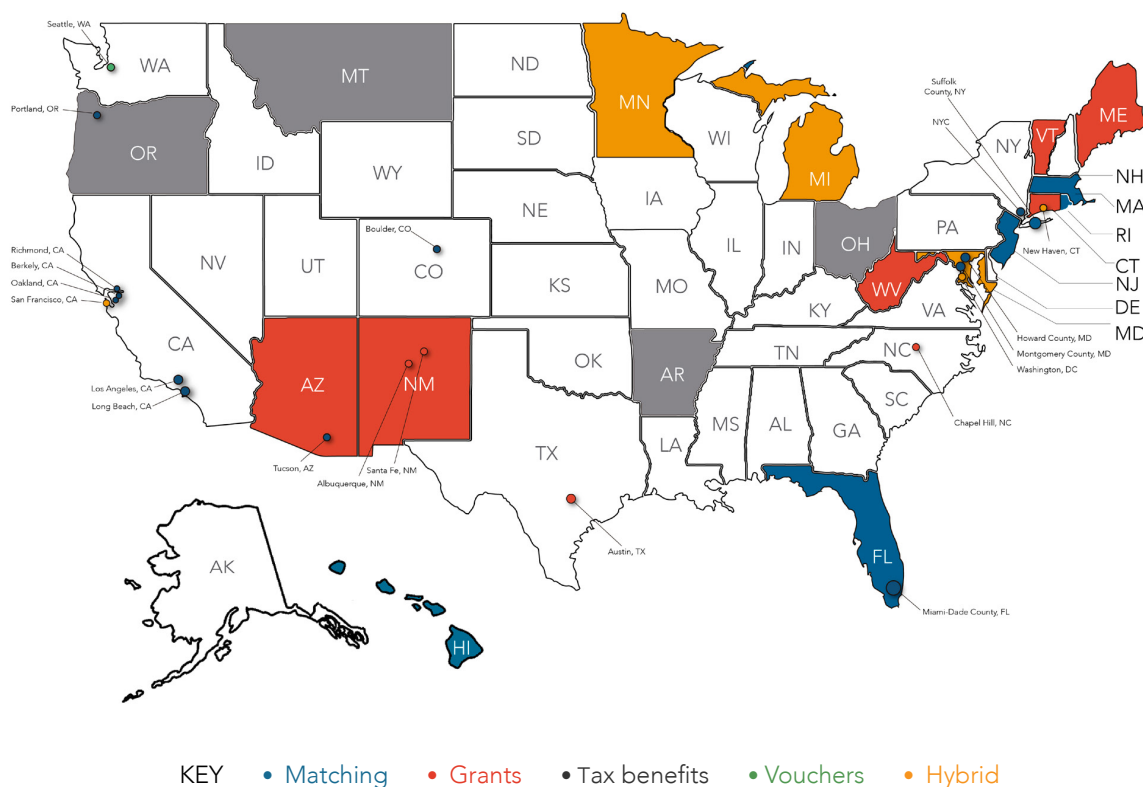 Seattle, WA
WA
MT
ND
MN
Suffolk
County, NY
ME
Portland, OR
NYC
VT
OR
ID
SD
WI
NY
WY
MI
NH
MA
RI
CT
NJ
DE
MD
IA
NE
PA
New Haven, CT
Boulder, CO
Richmond, CA
Berkely, CA
Oakland, CA
San Francisco, CA
NV
UT
CO
IL
IN
OH
WV
KS
MO
KY
VA
Howard County, MD
Montgomery County, MD
Washington, DC
CA
AZ
NM
OK
AR
TN
NC
Los Angeles, CA
Long Beach, CA
SC
Chapel Hill, NC
MS
AL
GA
LA
TX
Tucson, AZ
Santa Fe, NM
Albuquerque, NM
Austin, TX
FL
AK
Miami-Dade County, FL
HI
KEY • Matching • Grants • Tax benefits • Vouchers • Hybrid